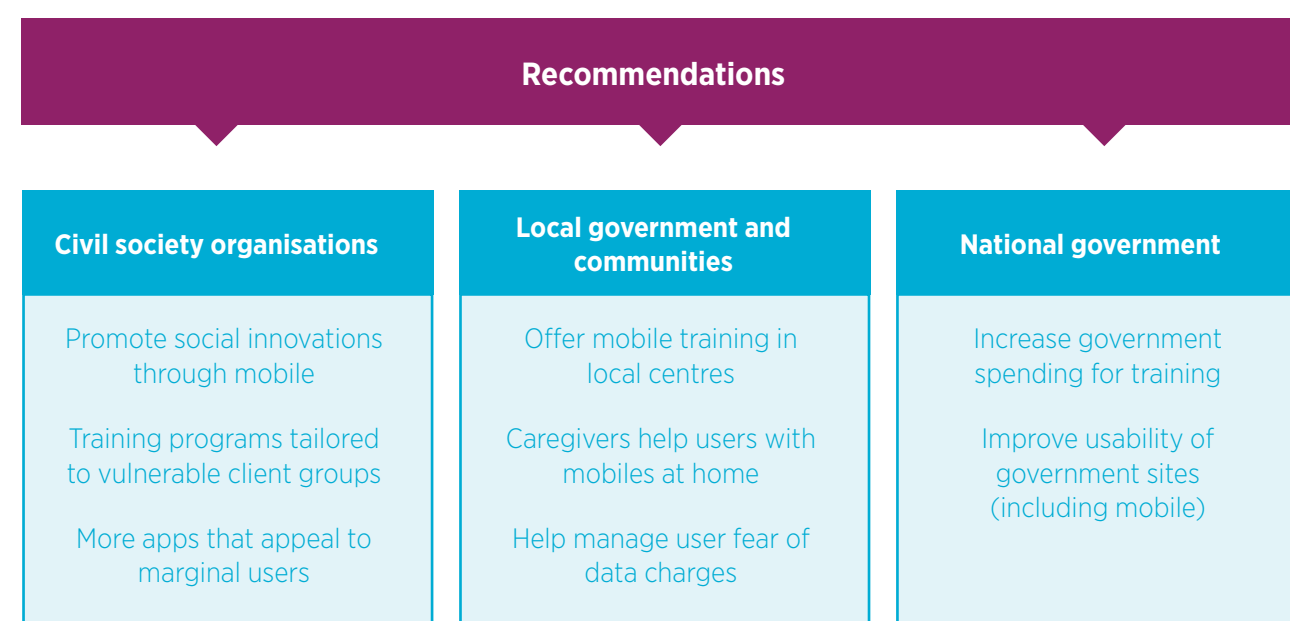 Recommendations
Civil society organisations
Promote social innovations
through mobile
Training programs tailored
to vulnerable client groups
More apps that appeal to
marginal users
Local government and
communities
Offer mobile training in
local centres
Caregivers help users with
mobiles at home
Help manage user fear of
data charges
National government
Increase government
spending for training
Improve usability of
government sites
(including mobile)